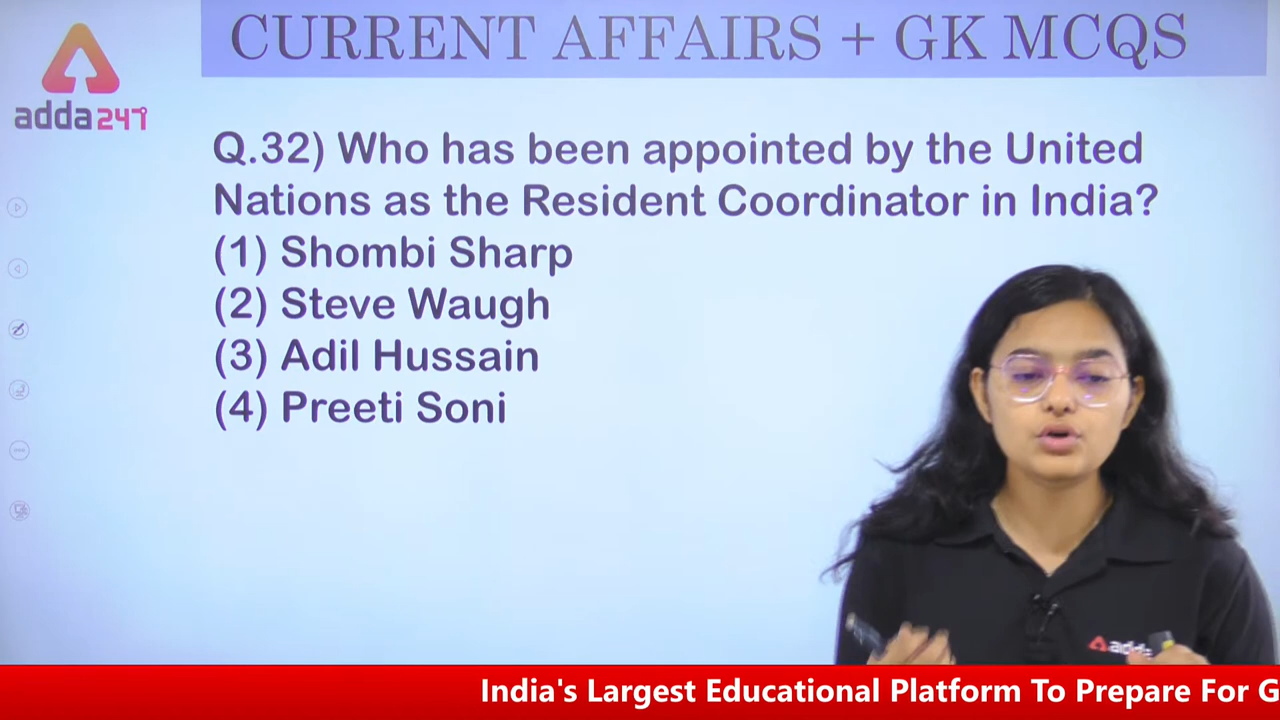 CURRENT AFFAIRS + GK MCQS
adda247
Q.32) Who has been appointed by the United
Nations as the Resident Coordinator in India?
(1) Shombi Sharp
(2) Steve Waugh
(3) Adil Hussain
(4) Preeti Soni
India's Largest Educational Platform To Prepare For G